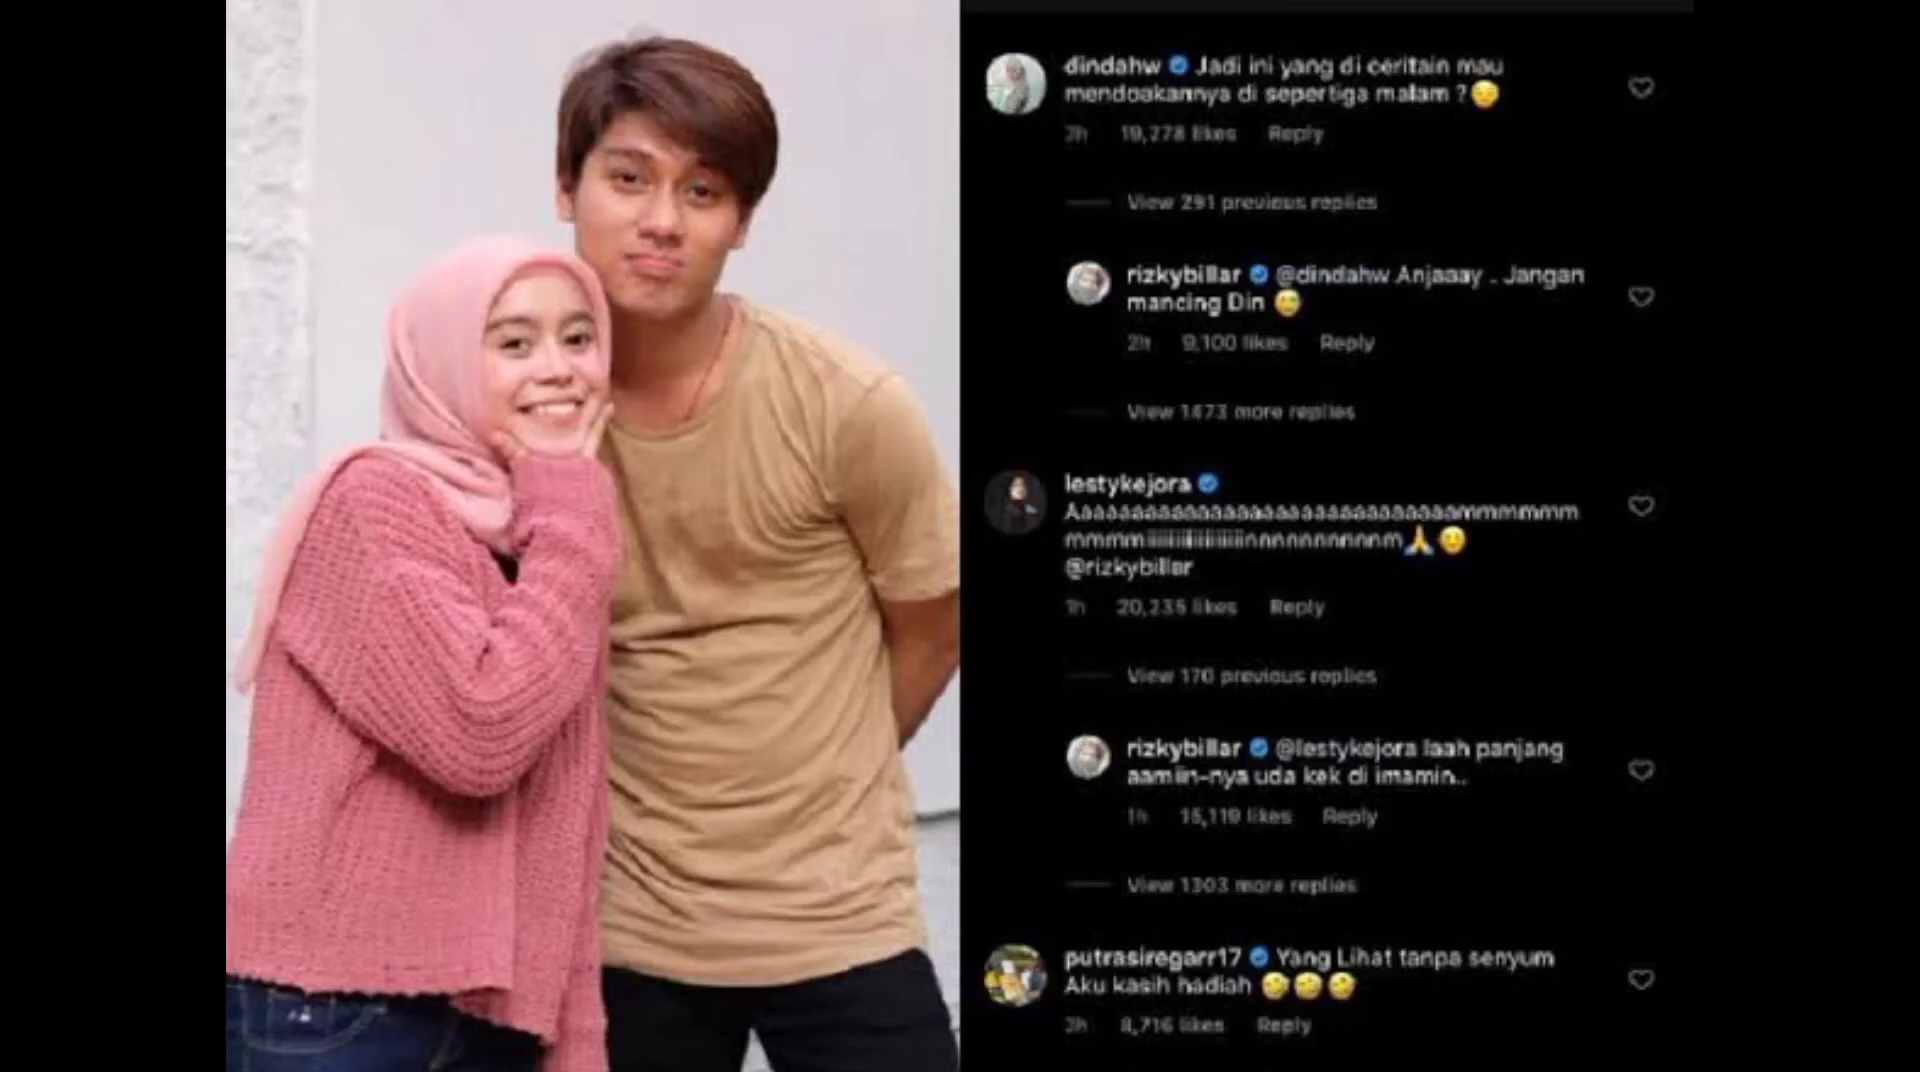 dindahw Jadi ini yang di ceritain mau
mendoakannya di sepertiga malam ?😔
2h 19,278 likes Reply
View 291 previous replies
rizkybillar @dindahw Anjaaay . Jangan
mancing Din 😅
2h 9,100 likes Reply
View 1473 more replies
lestykejora
Aaaaaaaaaaaaaaaaaaaaaaaaaaaaaammmmmm
mmmmiiiiiiiiiiiiiiiinnnnnnnnnnm🙏😊
@rizkybillar
1h 20,235 likes Reply
View 170 previous replies
rizkybillar @lestykejora laah panjang
aamiin-nya uda kek di imamin..
1h 15,119 likes Reply
View 1303 more replies
putrasiregarr17 Yang Lihat tanpa senyum
Aku kasih hadiah 🤣🤣🤣
2h 8,716 likes Reply